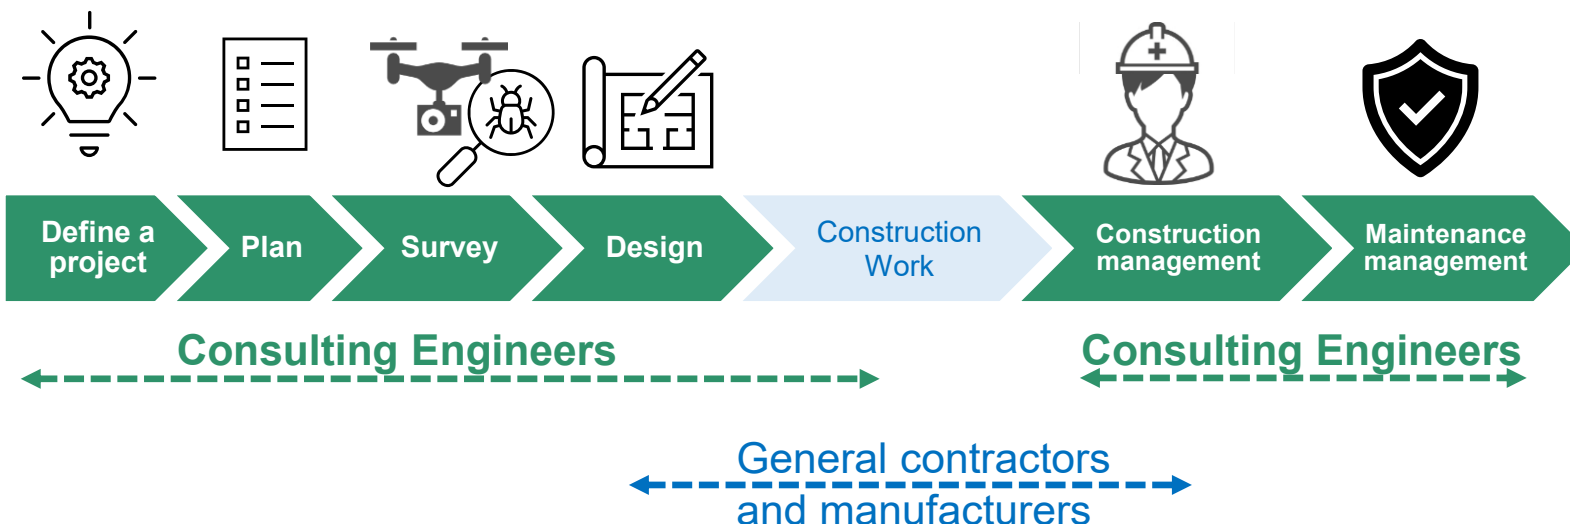 Define a
project
Plan
Survey
Design
Construction
Work
Construction
management
Maintenance
management
Consulting Engineers
Consulting Engineers
General contractors
and manufacturers